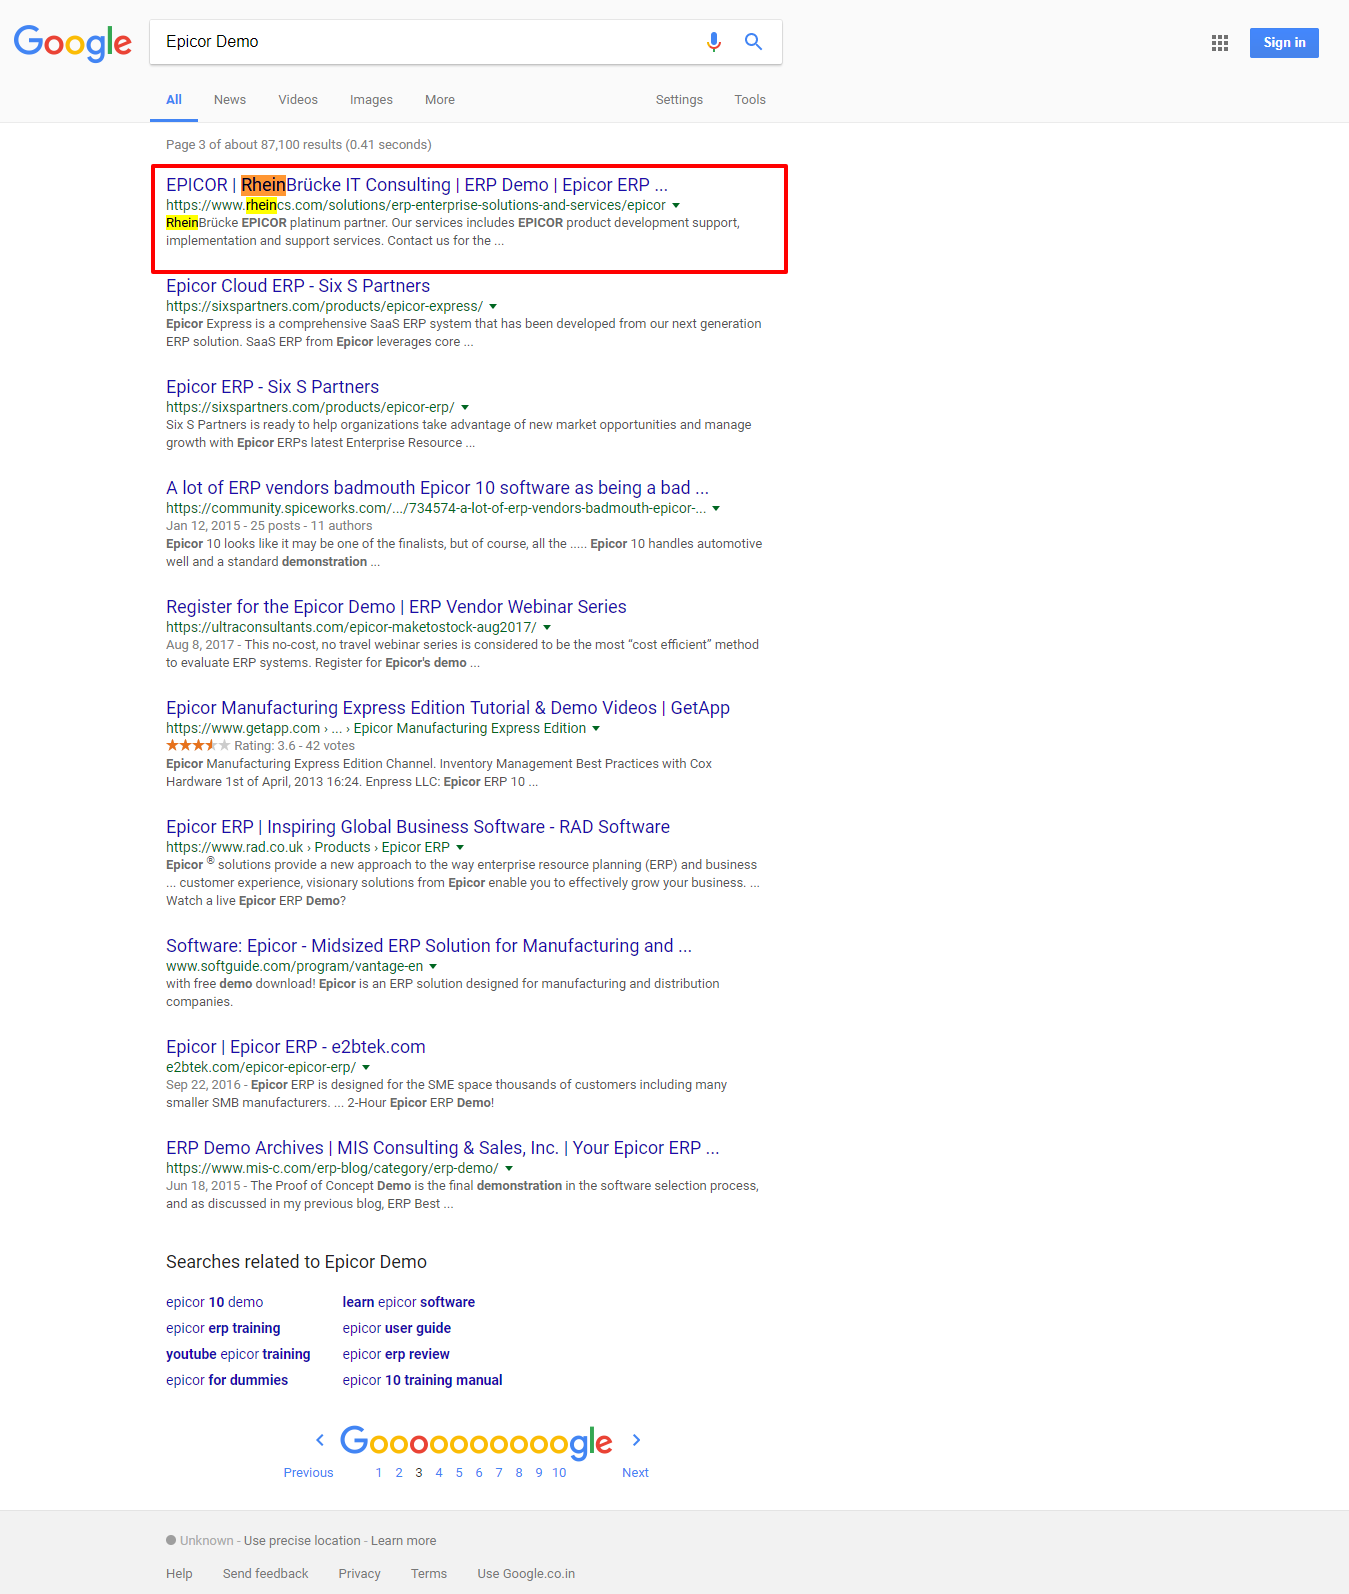 Google
Epicor Demo
Sign in
All News Videos Images More Settings Tools
Page 3 of about 87,100 results (0.41 seconds)
EPICOR | RheinBrücke IT Consulting | ERP Demo | Epicor ERP ...
https://www.rheincs.com/solutions/erp-enterprise-solutions-and-services/epicor
RheinBrücke EPICOR platinum partner. Our services includes EPICOR product development support,
implementation and support services. Contact us for the ...
Epicor Cloud ERP - Six S Partners
https://sixspartners.com/products/epicor-express/
Epicor Express is a comprehensive SaaS ERP system that has been developed from our next generation
ERP solution. SaaS ERP from Epicor leverages core ...
Epicor ERP - Six S Partners
https://sixspartners.com/products/epicor-erp/
Six S Partners is ready to help organizations take advantage of new market opportunities and manage
growth with Epicor ERPs latest Enterprise Resource ...
A lot of ERP vendors badmouth Epicor 10 software as being a bad ...
https://community.spiceworks.com/.../734574-a-lot-of-erp-vendors-badmouth-epicor-...
Jan 12, 2015 - 25 posts - 11 authors
Epicor 10 looks like it may be one of the finalists, but of course, all the ..... Epicor 10 handles automotive
well and a standard demonstration ...
Register for the Epicor Demo | ERP Vendor Webinar Series
https://ultraconsultants.com/epicor-maketostock-aug2017/
Aug 8, 2017 - This no-cost, no travel webinar series is considered to be the most “cost efficient” method
to evaluate ERP systems. Register for Epicor's demo ...
Epicor Manufacturing Express Edition Tutorial & Demo Videos | GetApp
https://www.getapp.com › ... › Epicor Manufacturing Express Edition
Rating: 3.6 - 42 votes
Epicor Manufacturing Express Edition Channel. Inventory Management Best Practices with Cox
Hardware 1st of April, 2013 16:24. Enpress LLC: Epicor ERP 10 ...
Epicor ERP | Inspiring Global Business Software - RAD Software
https://www.rad.co.uk › Products › Epicor ERP
Epicor ® solutions provide a new approach to the way enterprise resource planning (ERP) and business
... customer experience, visionary solutions from Epicor enable you to effectively grow your business. ...
Watch a live Epicor ERP Demo?
Software: Epicor - Midsized ERP Solution for Manufacturing and ...
www.softguide.com/program/vantage-en
with free demo download! Epicor is an ERP solution designed for manufacturing and distribution
companies.
Epicor | Epicor ERP - e2btek.com
e2btek.com/epicor-epicor-erp/
Sep 22, 2016 - Epicor ERP is designed for the SME space thousands of customers including many
smaller SMB manufacturers. ... 2-Hour Epicor ERP Demo!
ERP Demo Archives | MIS Consulting & Sales, Inc. | Your Epicor ERP ...
https://www.mis-c.com/erp-blog/category/erp-demo/
Jun 18, 2015 - The Proof of Concept Demo is the final demonstration in the software selection process,
and as discussed in my previous blog, ERP Best ...
Searches related to Epicor Demo
epicor 10 demo learn epicor software
epicor erp training epicor user guide
youtube epicor training epicor erp review
epicor for dummies epicor 10 training manual
Goooooooooogle
Previous 1 2 3 4 5 6 7 8 9 10 Next
Unknown - Use precise location - Learn more
Help Send feedback Privacy Terms Use Google.co.in